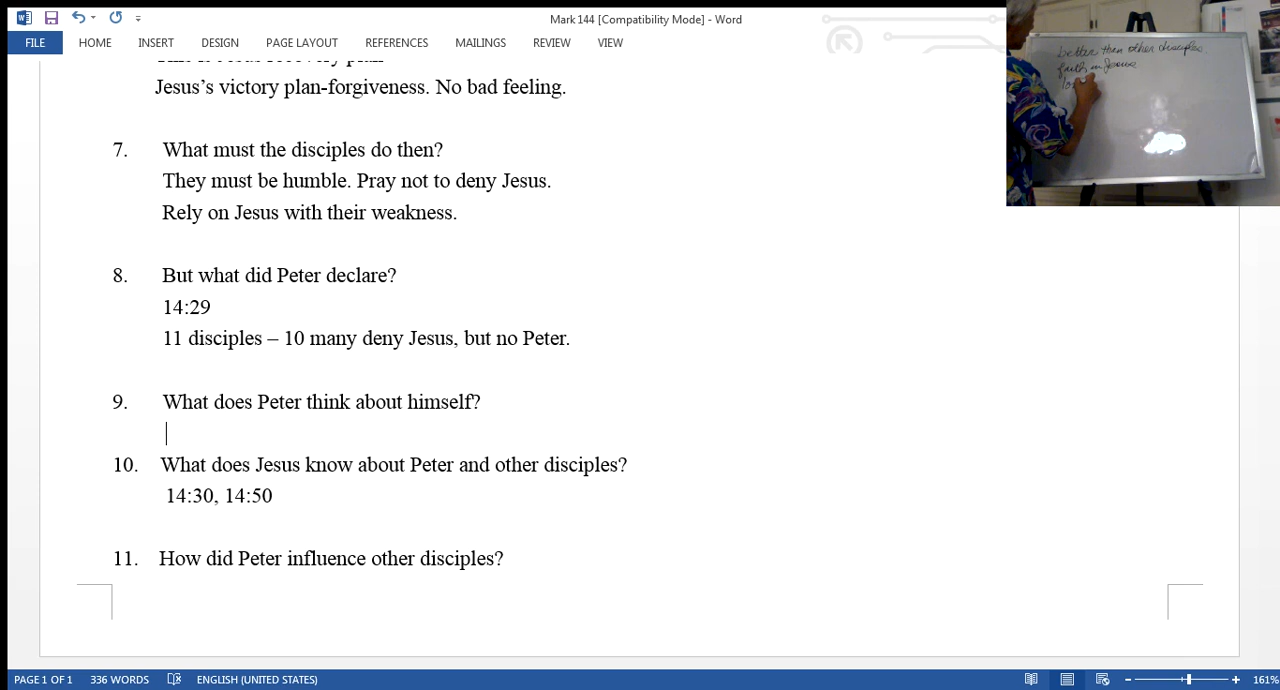 Mark 144 [Compatibility Mode] - Word
FILE HOME INSERT DESIGN PAGE LAYOUT REFERENCES MAILINGS REVIEW VIEW
This is Jesus recovery plan
Jesus's victory plan-forgiveness. No bad feeling.
7. What must the disciples do then?
They must be humble. Pray not to deny Jesus.
Rely on Jesus with their weakness.
8. But what did Peter declare?
14:29
11 disciples – 10 many deny Jesus, but no Peter.
9. What does Peter think about himself?
10. What does Jesus know about Peter and other disciples?
14:30, 14:50
11. How did Peter influence other disciples?
better than other disciples
faith in Jesus
PAGE 1 OF 1 336 WORDS ENGLISH (UNITED STATES) 161%